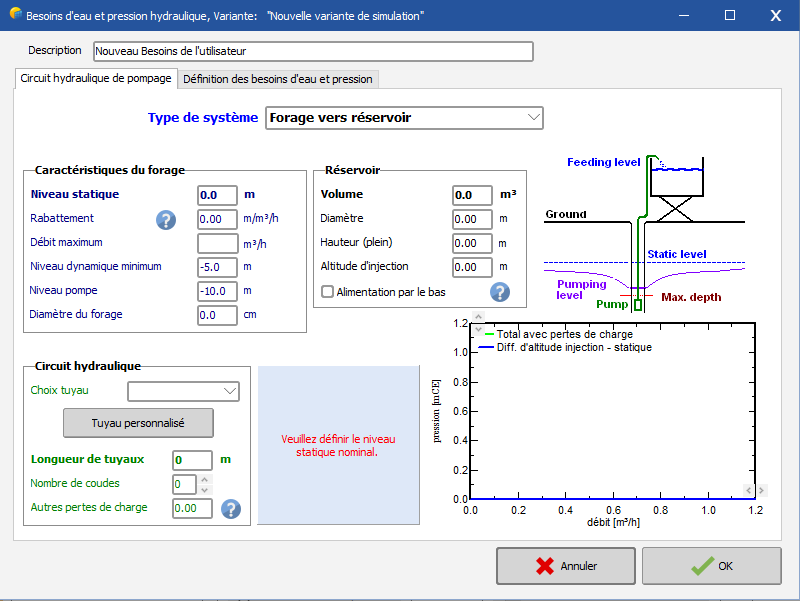 Besoins d'eau et pression hydraulique, Variante:   "Nouvelle variante de simulation"
Description
Nouveau Besoins de l'utilisateur
Circuit hydraulique de pompage
Définition des besoins d'eau et pression
Type de système
Forage vers réservoir
Caractéristiques du forage
Niveau statique 0.0 m
Rabattement ? 0.00 m/m³/h
Débit maximum m³/h
Niveau dynamique minimum -5.0 m
Niveau pompe -10.0 m
Diamètre du forage 0.0 cm
Réservoir
Volume 0.0 m³
Diamètre 0.00 m
Hauteur (plein) 0.00 m
Altitude d'injection 0.00 m
Alimentation par le bas ?
Feeding level
Ground
Static level
Pumping
level
Max. depth
Pump
Circuit hydraulique
Choix tuyau
Tuyau personnalisé
Longueur de tuyaux 0 m
Nombre de coudes 0
Autres pertes de charge 0.00 ?
Veuillez définir le niveau
statique nominal.
Total avec pertes de charge
Diff. d'altitude injection - statique
pression [mCE]
1.2
1.0
0.8
0.6
0.4
0.2
0.0
0.0 0.2 0.4 0.6 0.8 1.0 1.2
débit [m³/h]
Annuler
OK